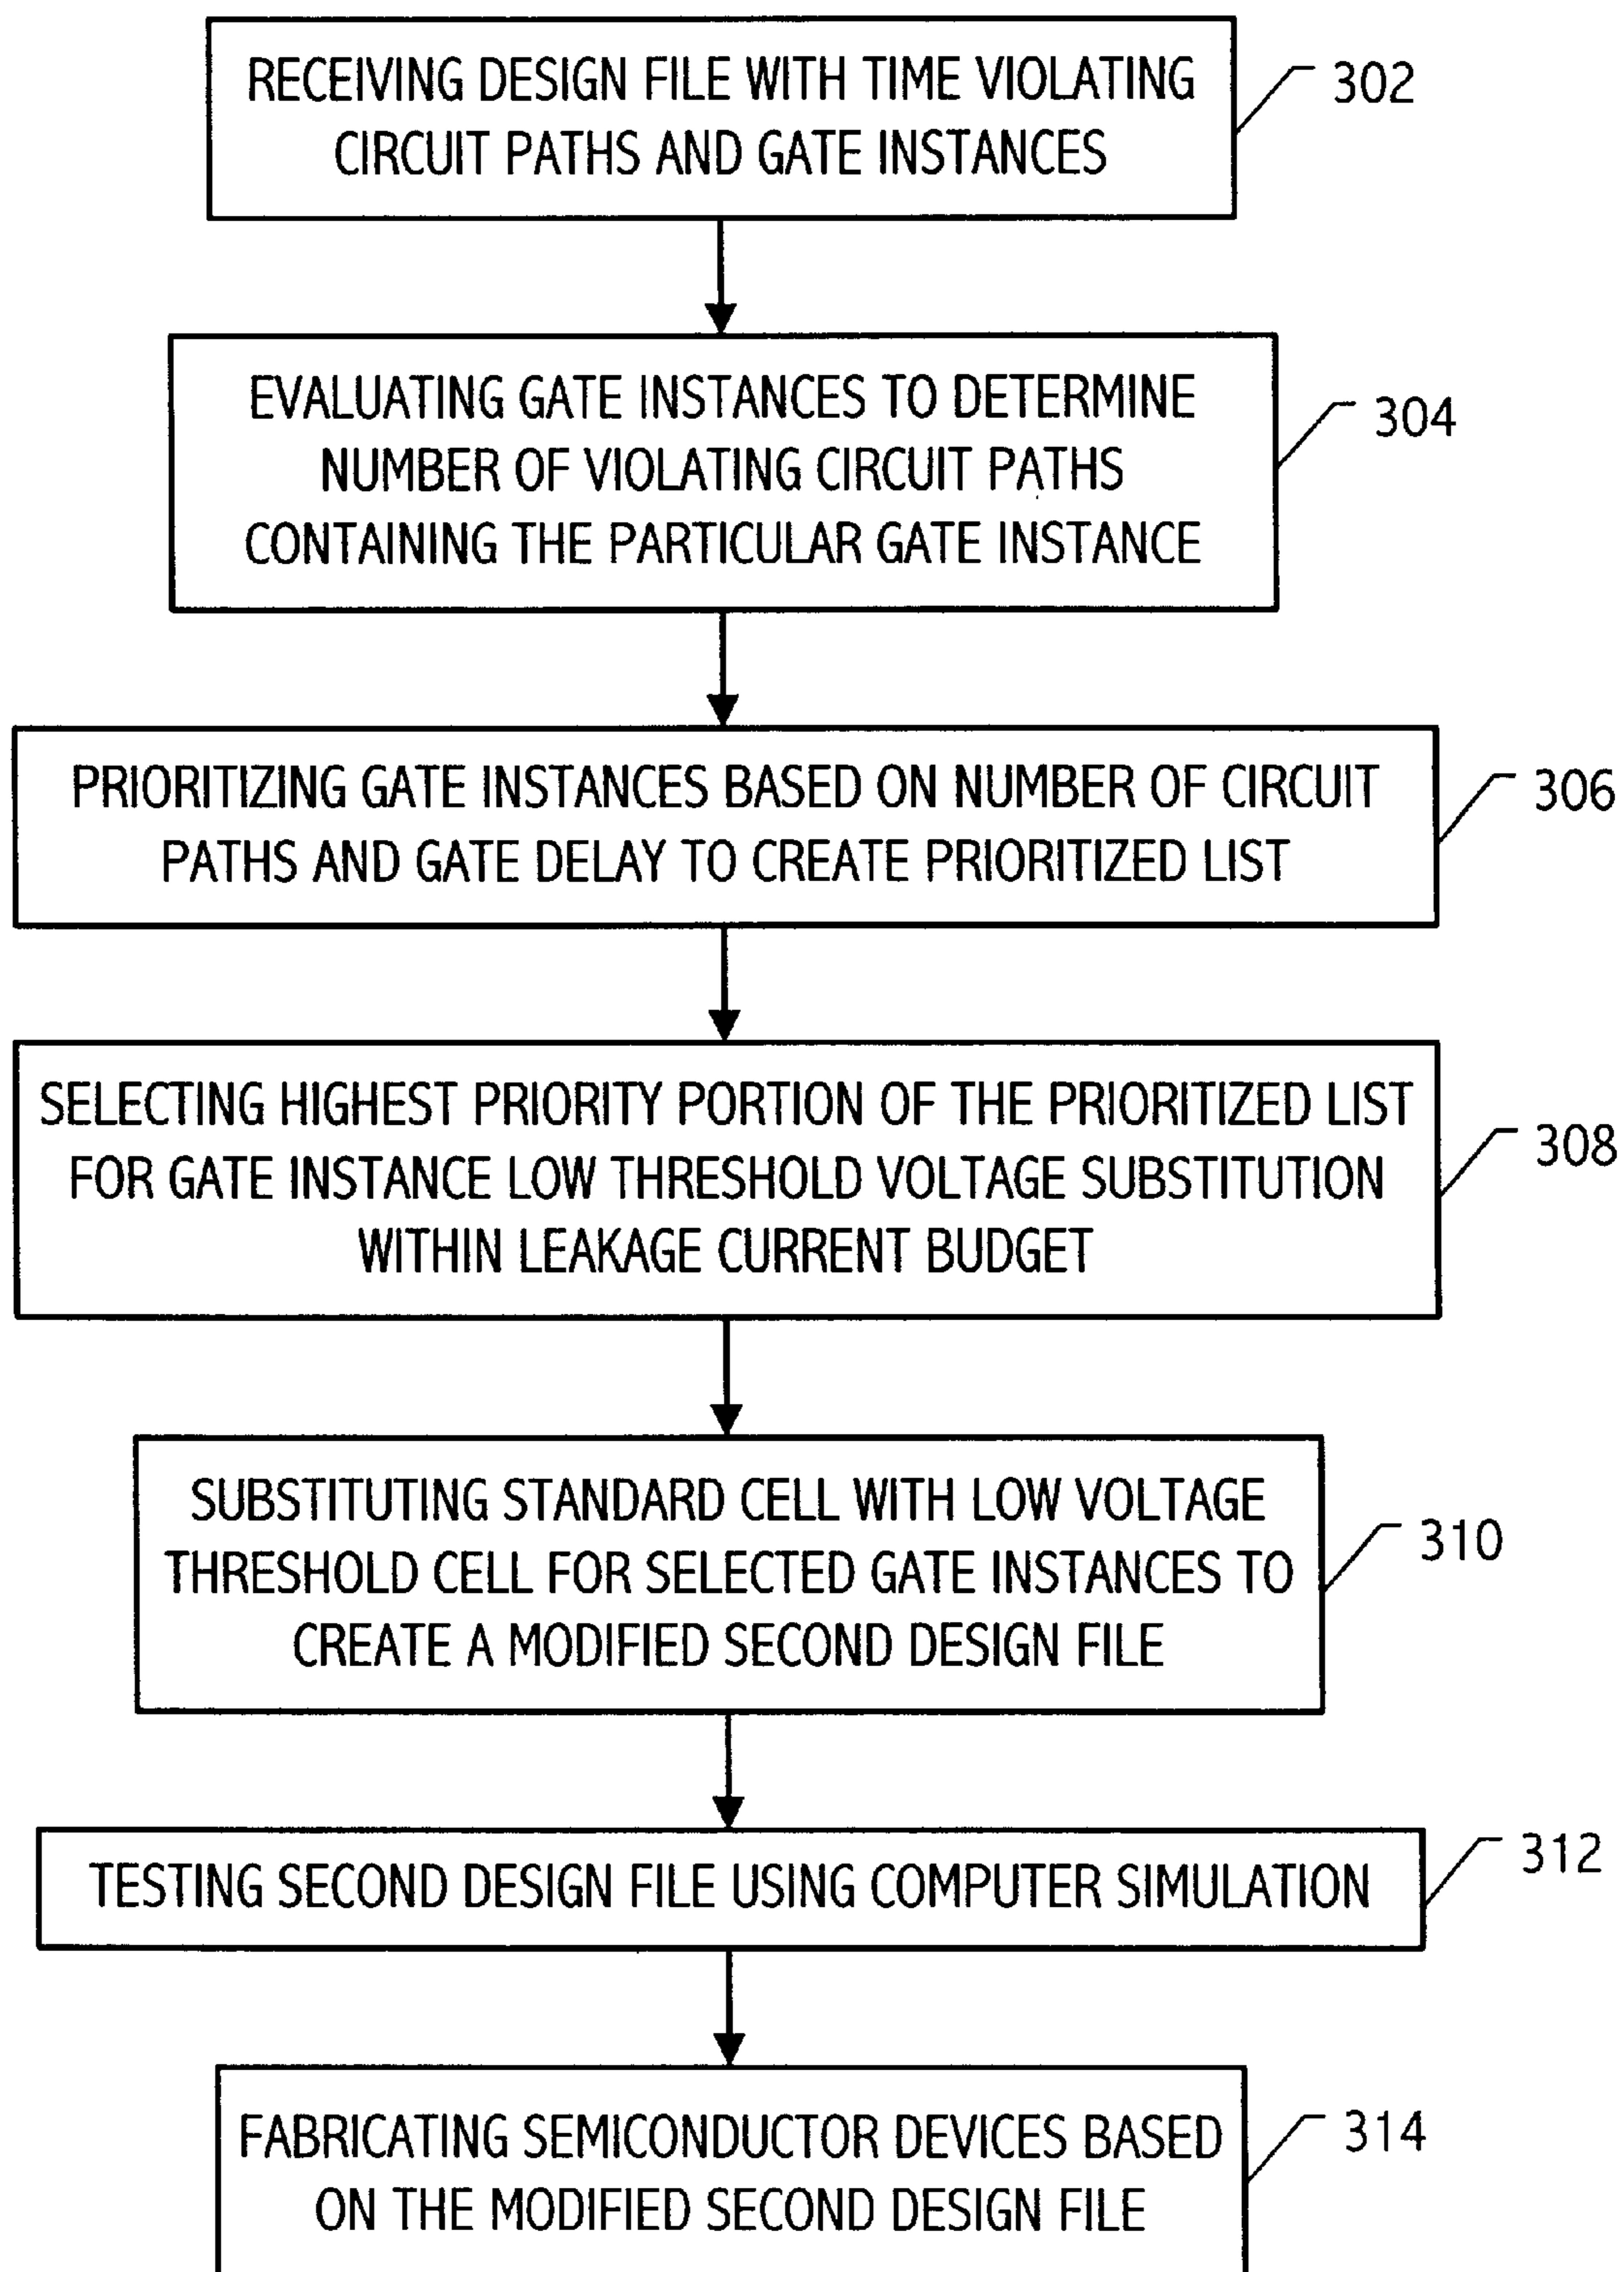 RECEIVING DESIGN FILE WITH TIME VIOLATING
CIRCUIT PATHS AND GATE INSTANCES
302
EVALUATING GATE INSTANCES TO DETERMINE
NUMBER OF VIOLATING CIRCUIT PATHS
CONTAINING THE PARTICULAR GATE INSTANCE
304
PRIORITIZING GATE INSTANCES BASED ON NUMBER OF CIRCUIT
PATHS AND GATE DELAY TO CREATE PRIORITIZED LIST
306
SELECTING HIGHEST PRIORITY PORTION OF THE PRIORITIZED LIST
FOR GATE INSTANCE LOW THRESHOLD VOLTAGE SUBSTITUTION
WITHIN LEAKAGE CURRENT BUDGET
308
SUBSTITUTING STANDARD CELL WITH LOW VOLTAGE
THRESHOLD CELL FOR SELECTED GATE INSTANCES TO
CREATE A MODIFIED SECOND DESIGN FILE
310
TESTING SECOND DESIGN FILE USING COMPUTER SIMULATION
312
FABRICATING SEMICONDUCTOR DEVICES BASED
ON THE MODIFIED SECOND DESIGN FILE
314